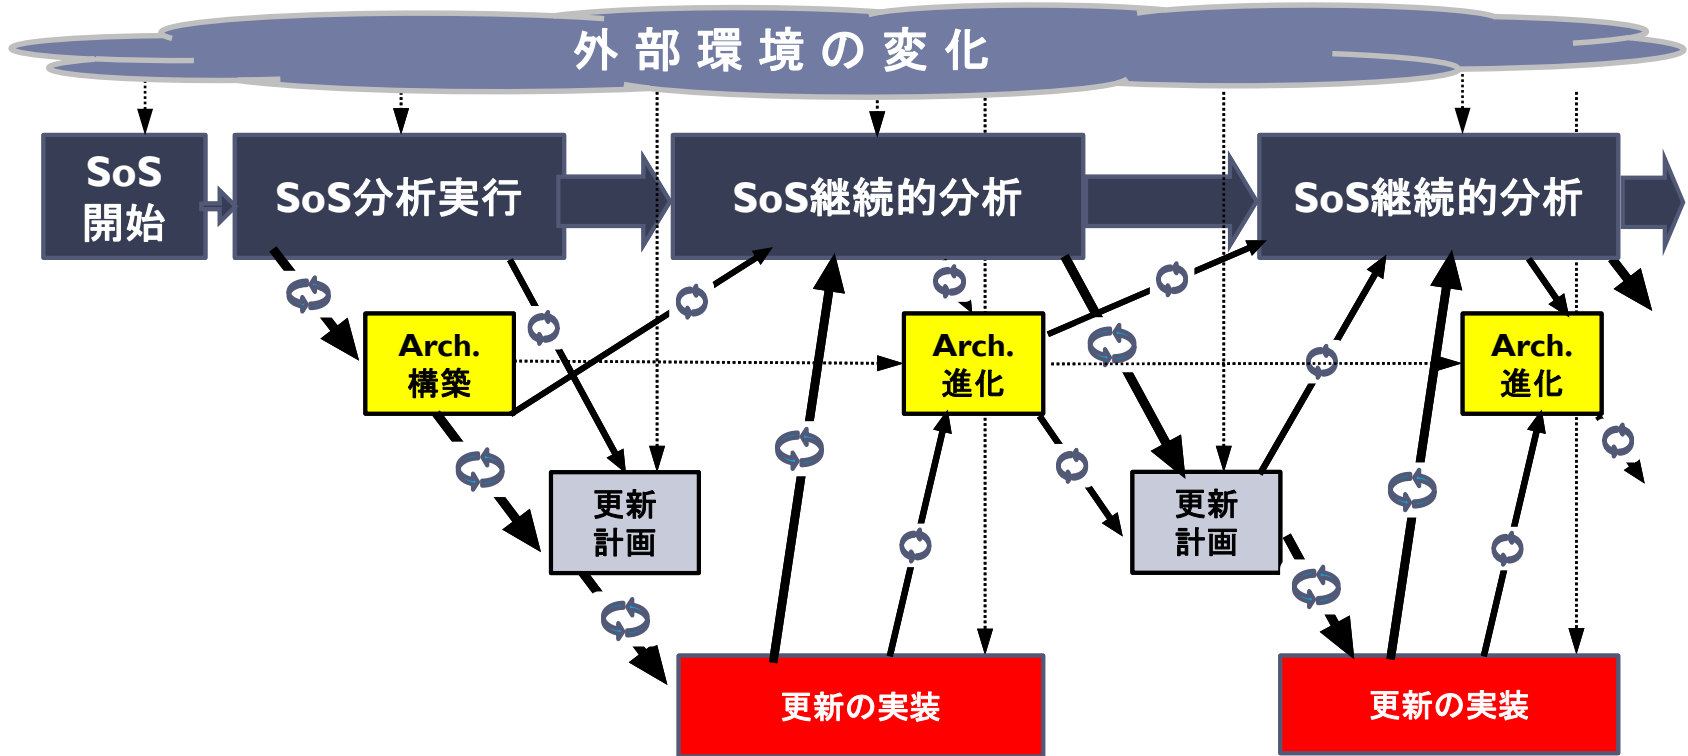 外部環境の変化
SoS
開始
SoS分析実行
SoS継続的分析
SoS継続的分析
Arch.
構築
Arch.
進化
Arch.
進化
更新
計画
更新
計画
更新の実装
更新の実装